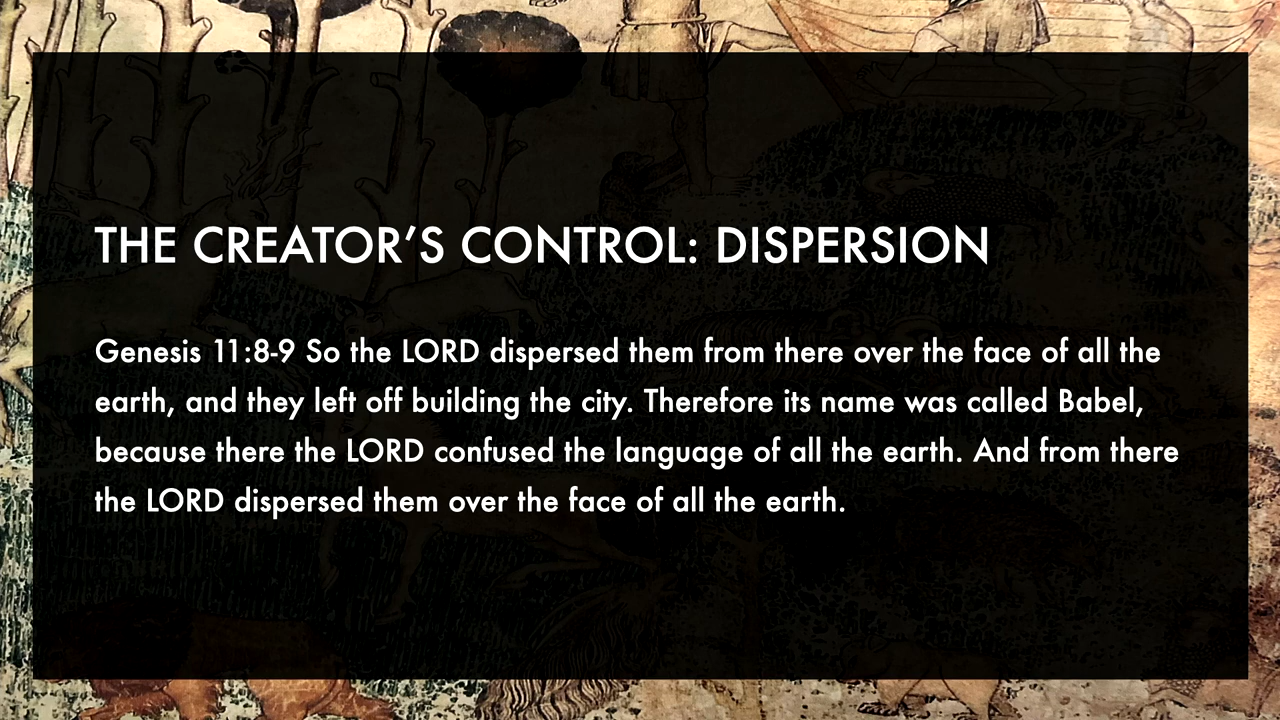 THE CREATOR’S CONTROL: DISPERSION
Genesis 11:8-9 So the LORD dispersed them from there over the face of all the
earth, and they left off building the city. Therefore its name was called Babel,
because there the LORD confused the language of all the earth. And from there
the LORD dispersed them over the face of all the earth.